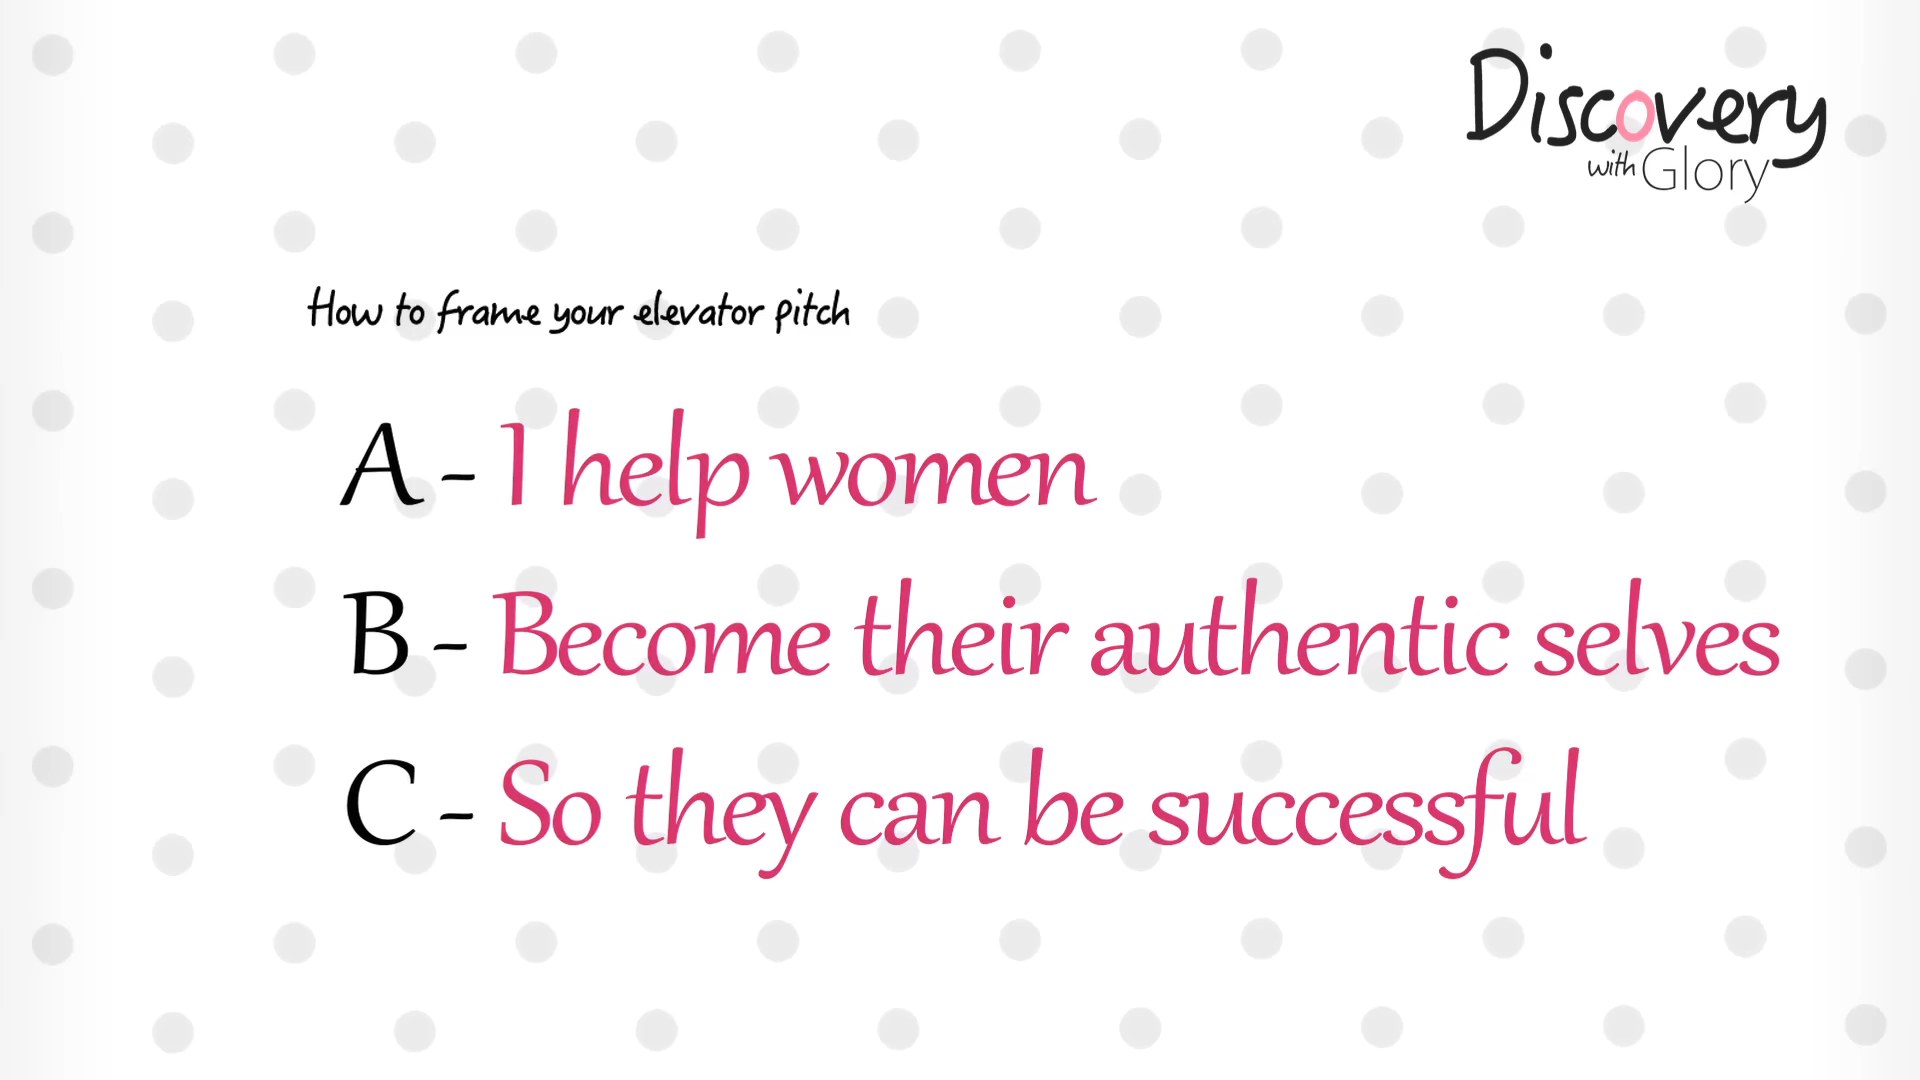 Discovery
with Glory
How to frame your elevator pitch
A - I help women
B - Become their authentic selves
C - So they can be successful